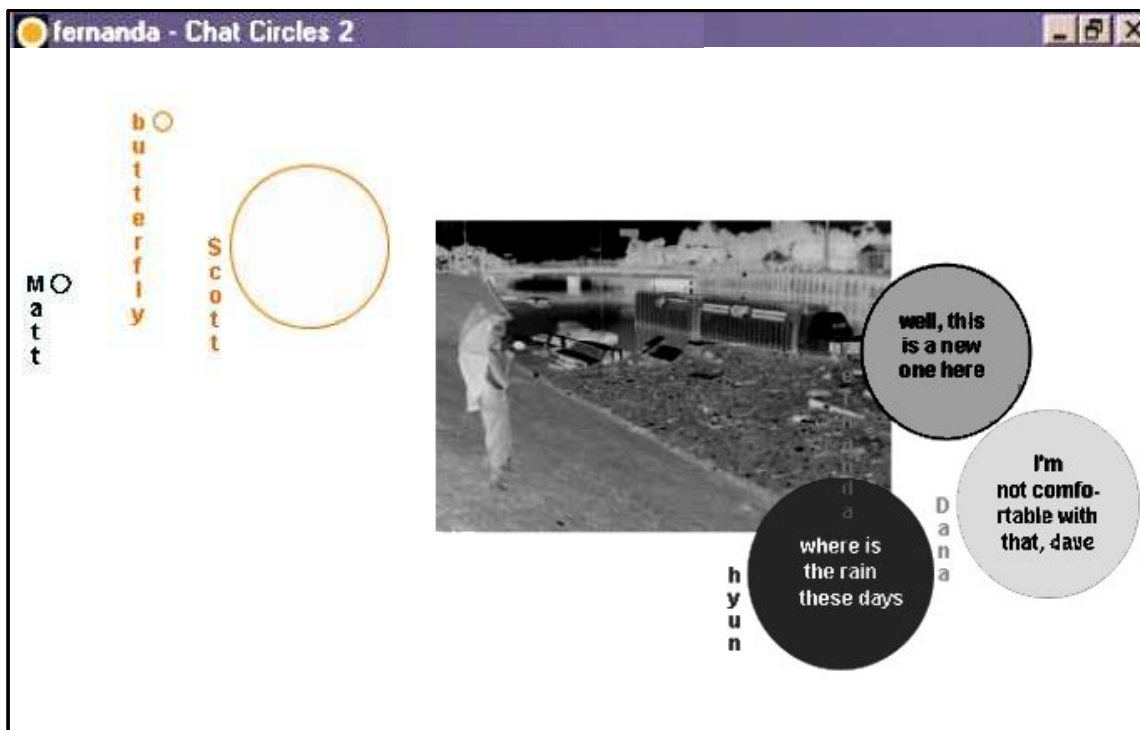 fernanda - Chat Circles 2
butterfly
Scott
Matt
well, this
is a new
one here
fernanda
I'm
not comfo-
rtable with
that, dave
Dana
where is
the rain
these days
hyun